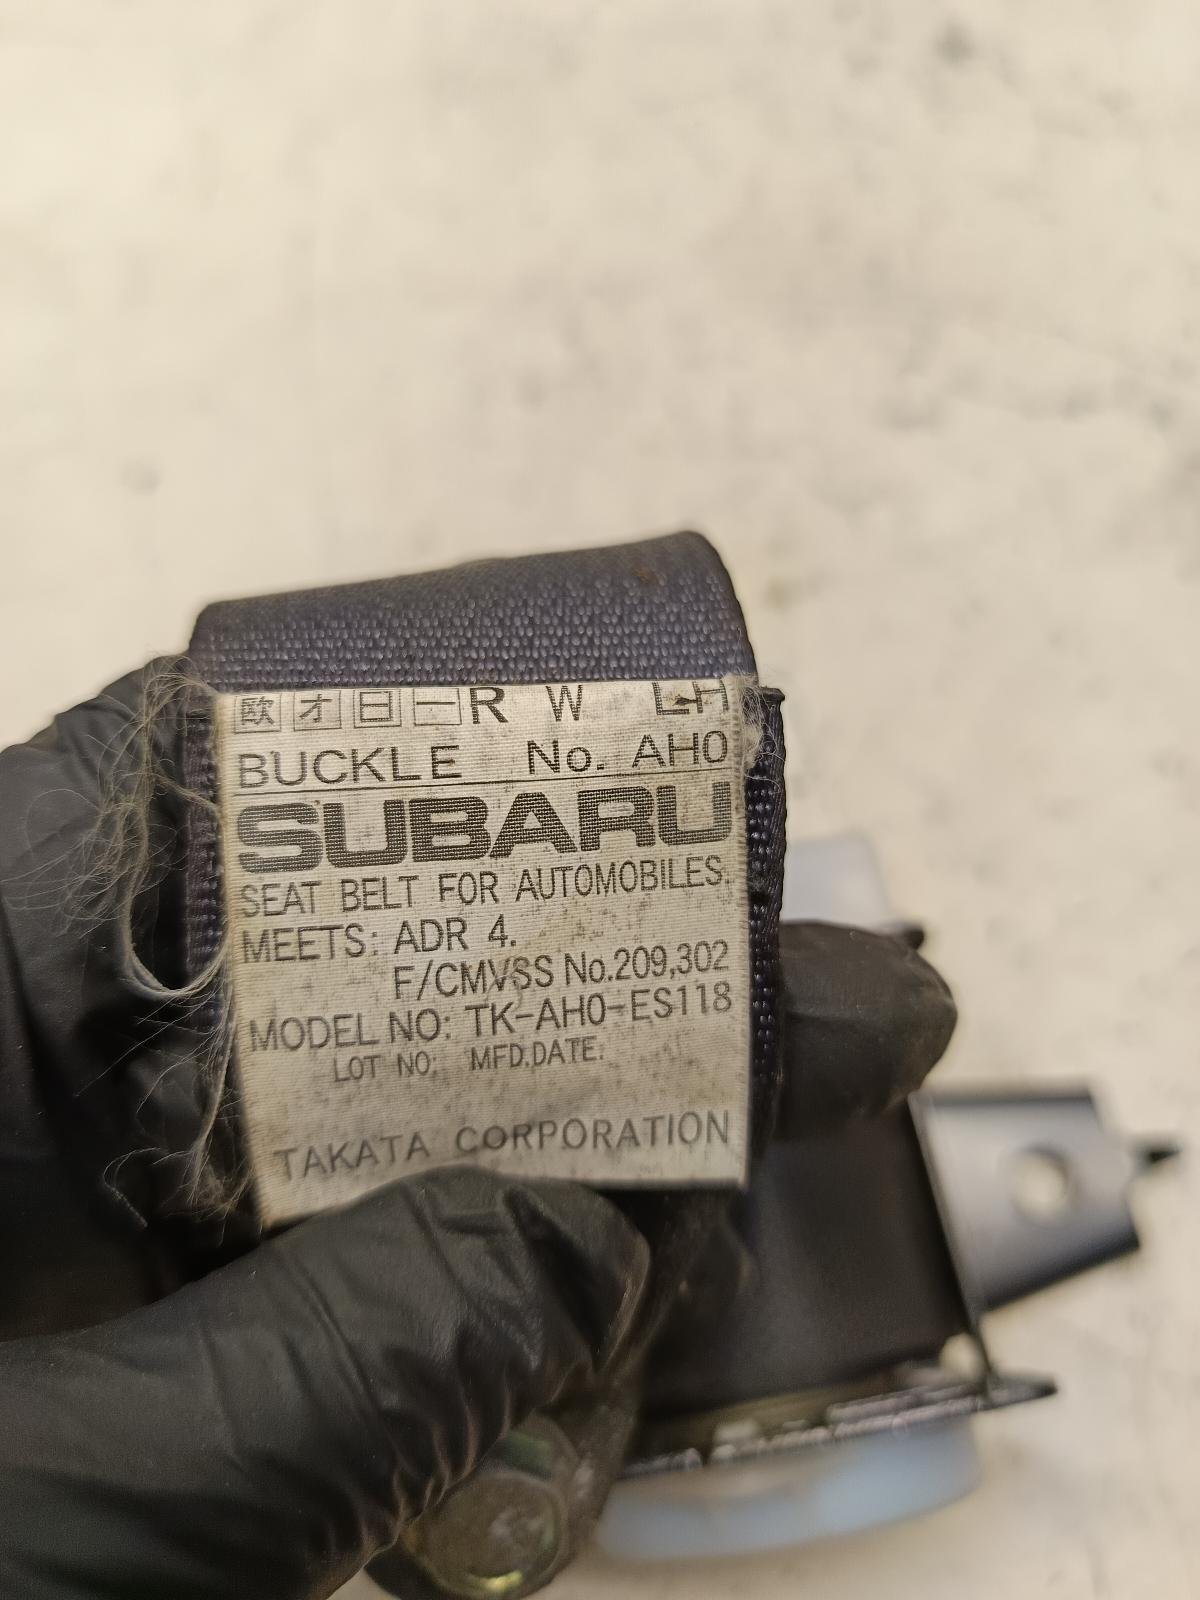 欧 オ 日 一 R W LH
BUCKLE No. AH0
SUBARU
SEAT BELT FOR AUTOMOBILES.
MEETS: ADR 4.
F/CMVSS No.209,302
MODEL NO: TK-AH0-ES118
LOT NO: MFD.DATE:
TAKATA CORPORATION